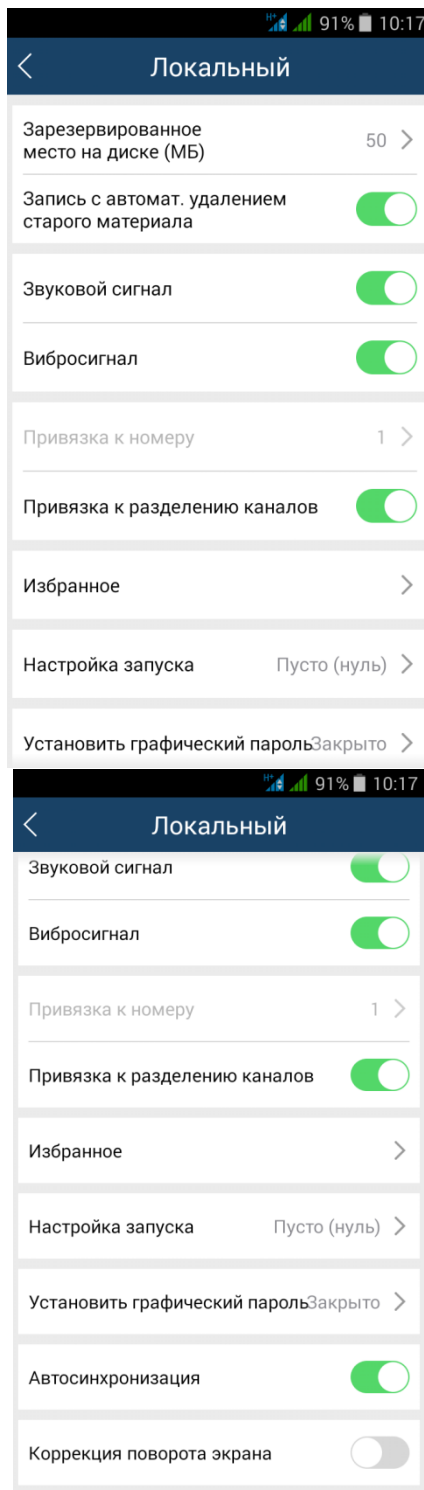 H+ 91% 10:17
Локальный
Зарезервированное
место на диске (МБ) 50
Запись с автомат. удалением
старого материала
Звуковой сигнал
Вибросигнал
Привязка к номеру 1
Привязка к разделению каналов
Избранное
Настройка запуска Пусто (нуль)
Установить графический пароль Закрыто
H+ 91% 10:17
Локальный
Звуковой сигнал
Вибросигнал
Привязка к номеру 1
Привязка к разделению каналов
Избранное
Настройка запуска Пусто (нуль)
Установить графический пароль Закрыто
Автосинхронизация
Коррекция поворота экрана